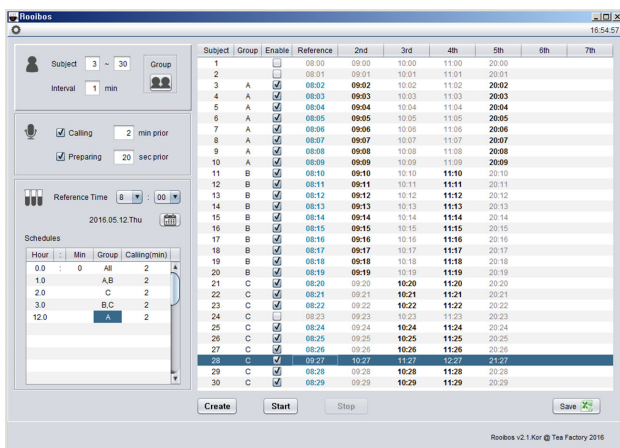 Rooibos
16:54:57
Subject 3 ~ 30 Group
Interval 1 min
Calling 2 min prior
Preparing 20 sec prior
Reference Time 8 : 00
2016.05.12.Thu
Schedules
Hour : Min Group Calling(min)
0.0 : 0 All 2
1.0 A,B 2
2.0 C 2
3.0 B,C 2
12.0 A 2
Subject Group Enable Reference 2nd 3rd 4th 5th 6th 7th
1 08:00 09:00 10:00 11:00 20:00
2 08:01 09:01 10:01 11:01 20:01
3 A 08:02 09:02 10:02 11:02 20:02
4 A 08:03 09:03 10:03 11:03 20:03
5 A 08:04 09:04 10:04 11:04 20:04
6 A 08:05 09:05 10:05 11:05 20:05
7 A 08:06 09:06 10:06 11:06 20:06
8 A 08:07 09:07 10:07 11:07 20:07
9 A 08:08 09:08 10:08 11:08 20:08
10 A 08:09 09:09 10:09 11:09 20:09
11 B 08:10 09:10 10:10 11:10 20:10
12 B 08:11 09:11 10:11 11:11 20:11
13 B 08:12 09:12 10:12 11:12 20:12
14 B 08:13 09:13 10:13 11:13 20:13
15 B 08:14 09:14 10:14 11:14 20:14
16 B 08:15 09:15 10:15 11:15 20:15
17 B 08:16 09:16 10:16 11:16 20:16
18 B 08:17 09:17 10:17 11:17 20:17
19 B 08:18 09:18 10:18 11:18 20:18
20 B 08:19 09:19 10:19 11:19 20:19
21 C 08:20 09:20 10:20 11:20 20:20
22 C 08:21 09:21 10:21 11:21 20:21
23 C 08:22 09:22 10:22 11:22 20:22
24 C 08:23 09:23 10:23 11:23 20:23
25 C 08:24 09:24 10:24 11:24 20:24
26 C 08:25 09:25 10:25 11:25 20:25
27 C 08:26 09:26 10:26 11:26 20:26
28 C 09:27 10:27 11:27 12:27 21:27
29 C 08:28 09:28 10:28 11:28 20:28
30 C 08:29 09:29 10:29 11:29 20:29
Create Start Stop Save
Rooibos v2.1.Kor @ Tea Factory 2016